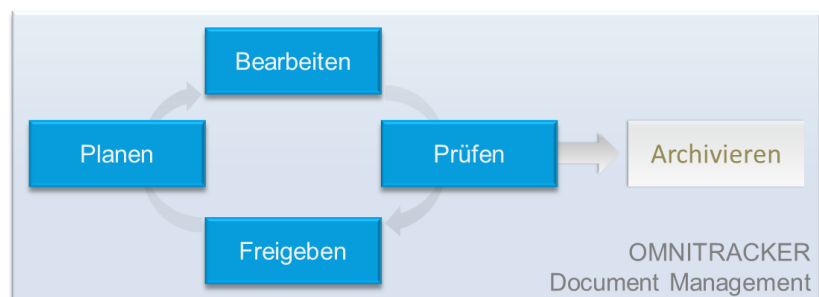 Bearbeiten
Planen
Prüfen
Archivieren
Freigeben
OMNITRACKER
Document Management